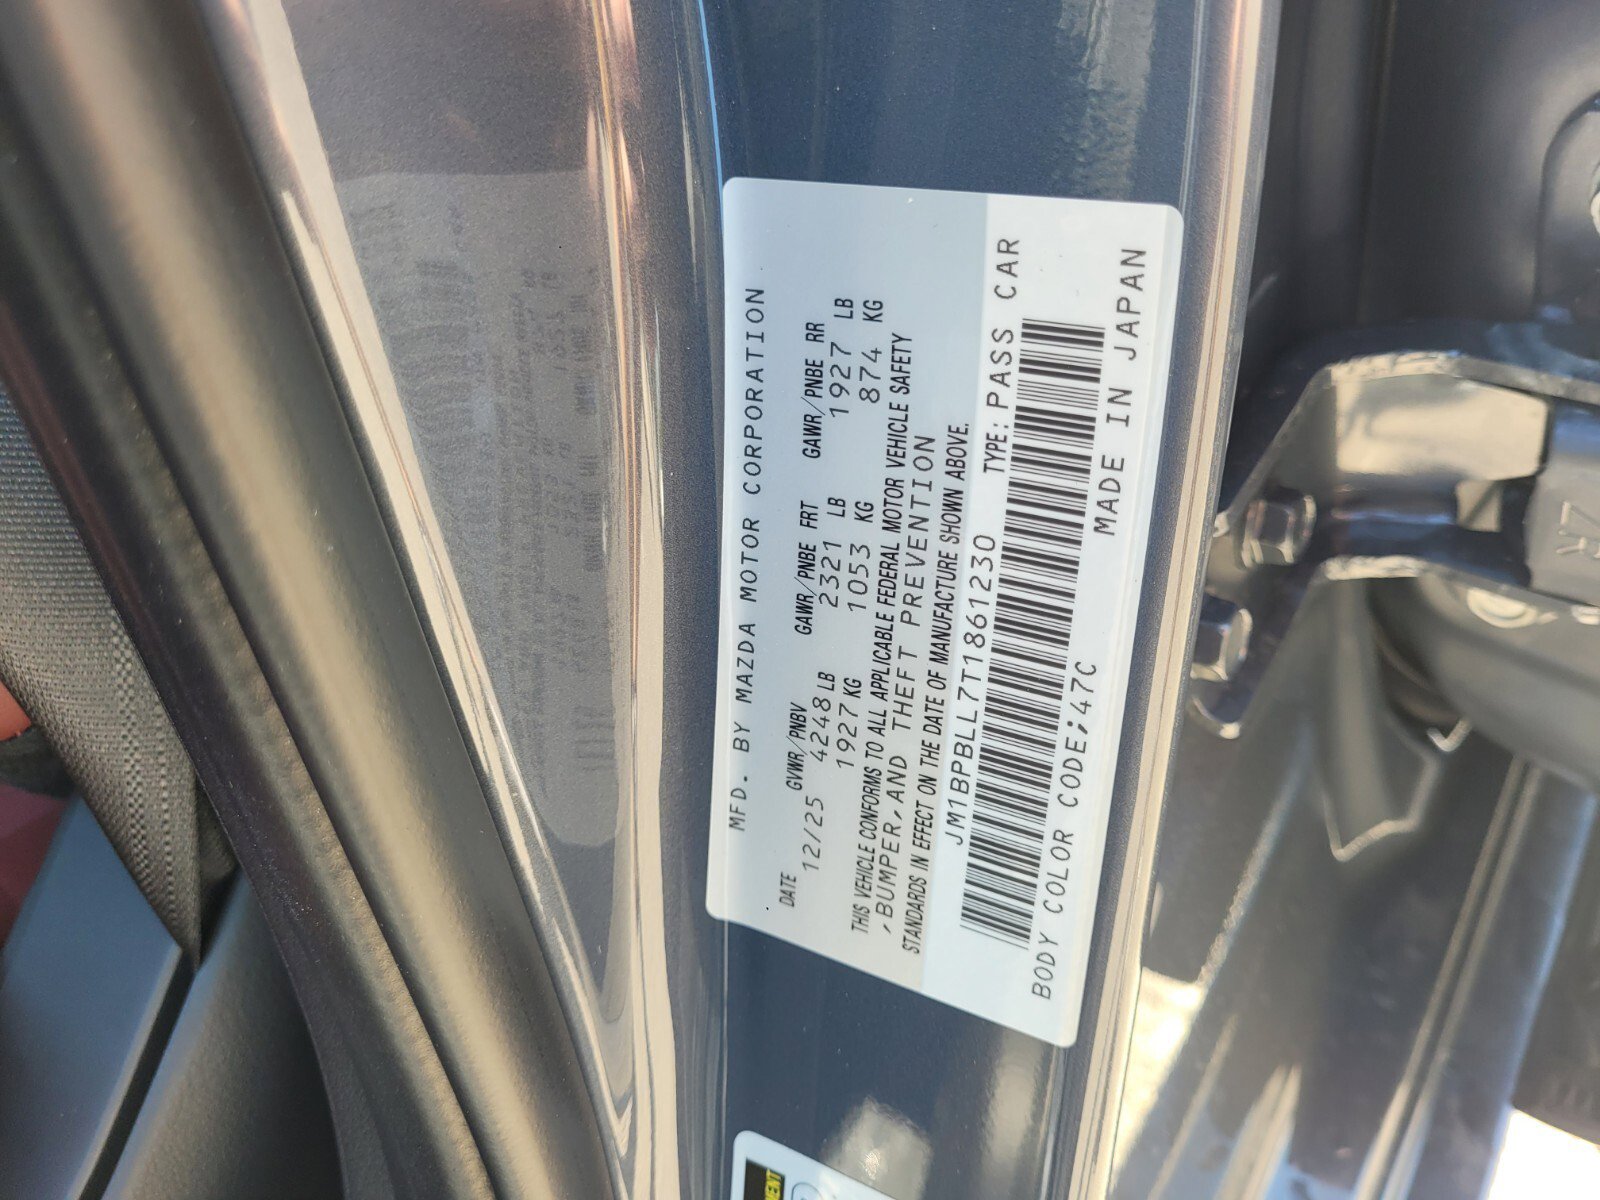 MFD. BY MAZDA MOTOR CORPORATION
DATE GVWR/PNBV GAWR/PNBE FRT GAWR/PNBE RR
12/25 4248 LB 2321 LB 1927 LB
1927 KG 1053 KG 874 KG
THIS VEHICLE CONFORMS TO ALL APPLICABLE FEDERAL MOTOR VEHICLE SAFETY
,BUMPER, AND THEFT PREVENTION
STANDARDS IN EFFECT ON THE DATE OF MANUFACTURE SHOWN ABOVE.
JM1BPBLL7T1861230 TYPE: PASS CAR
BODY COLOR CODE;47C MADE IN JAPAN